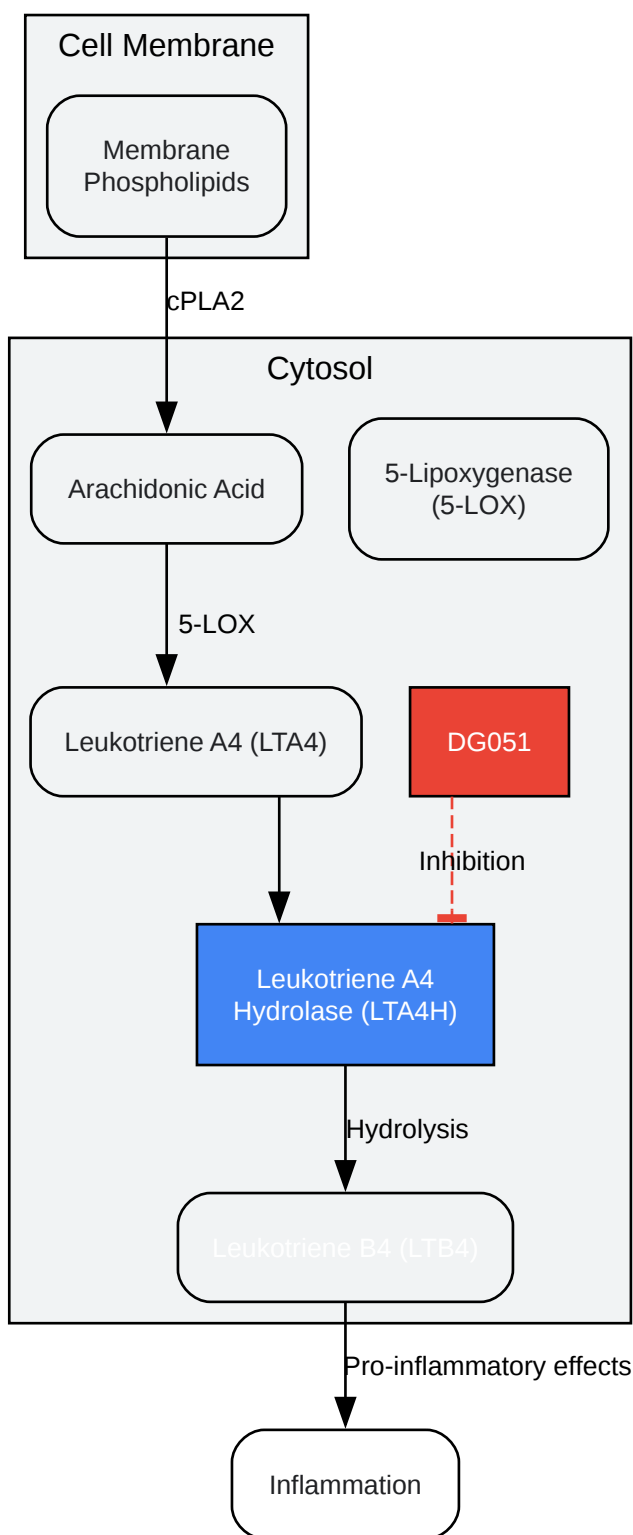 Cell Membrane
Membrane
Phospholipids
cPLA2
Cytosol
Arachidonic Acid
5-Lipoxygenase
(5-LOX)
5-LOX
Leukotriene A4 (LTA4)
DG051
Inhibition
Leukotriene A4
Hydrolase (LTA4H)
Hydrolysis
Leukotriene B4 (LTB4)
Pro-inflammatory effects
Inflammation